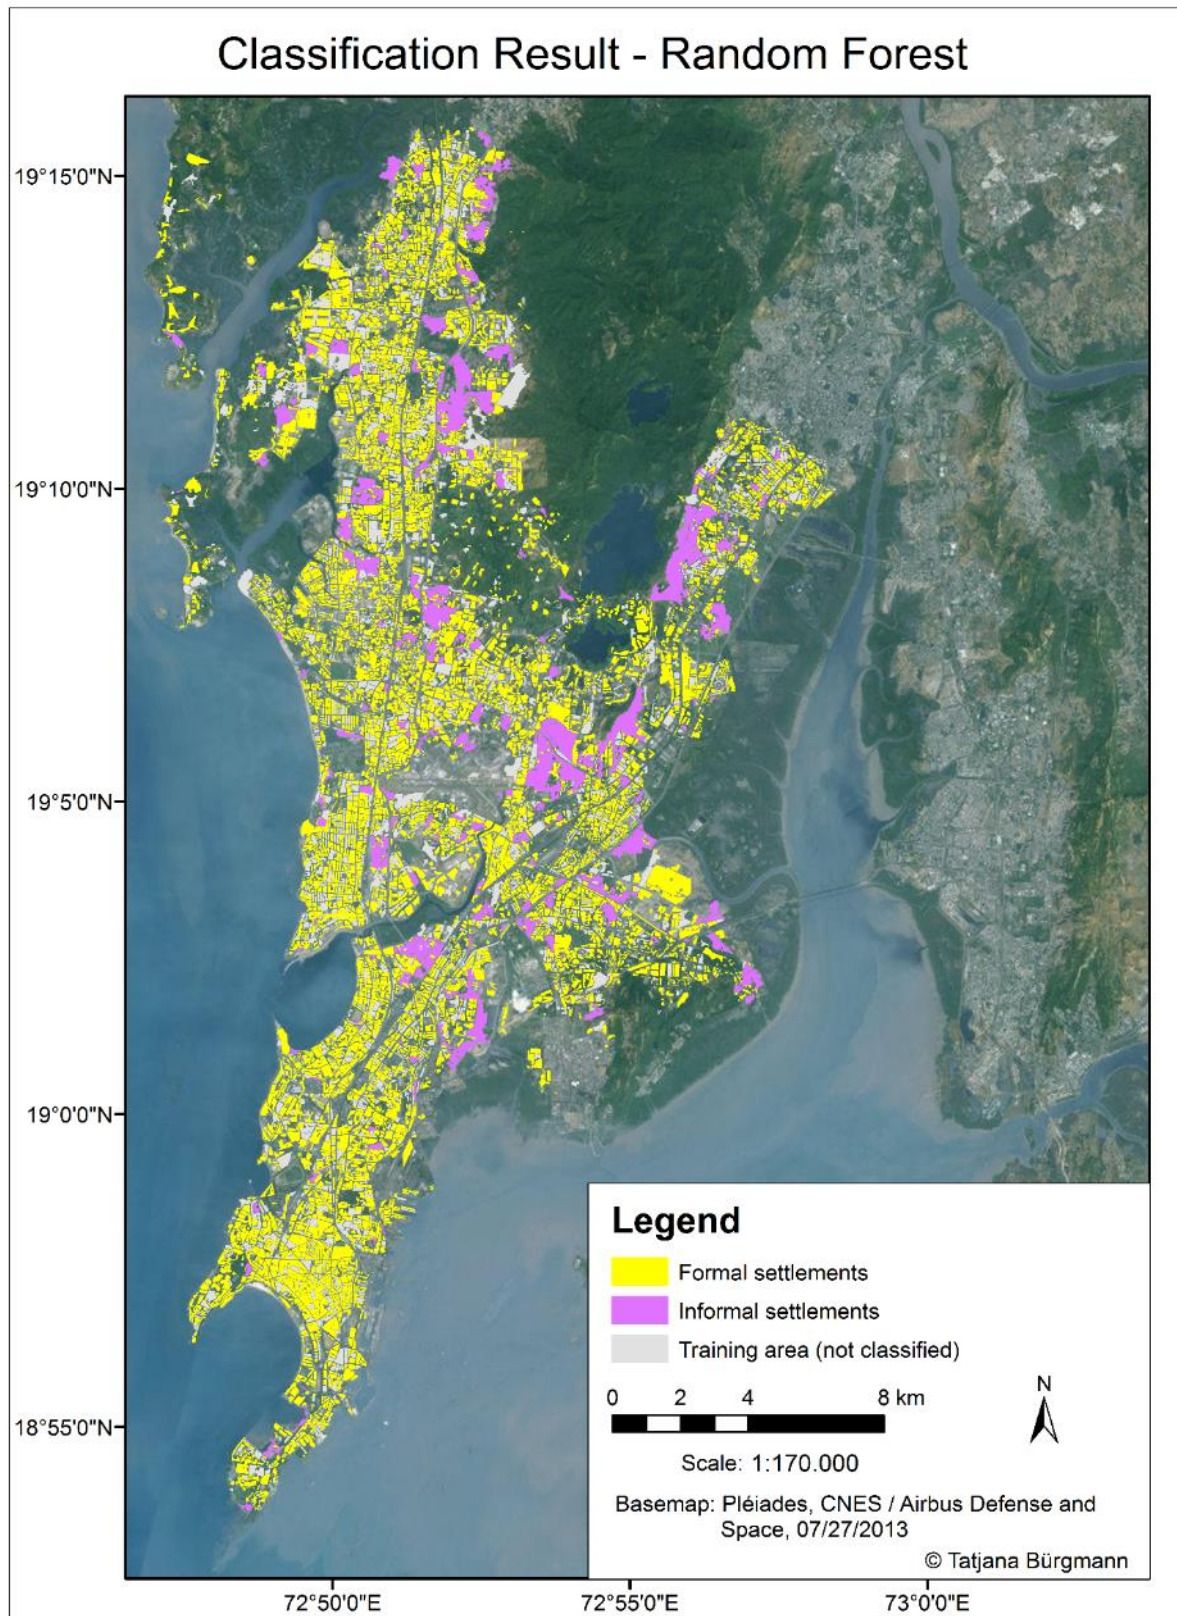 Classification Result - Random Forest
19°15'0"N
19°10'0"N
19°5'0"N
19°0'0"N
18°55'0"N
Legend
Formal settlements
Informal settlements
Training area (not classified)
0 2 4 8 km
N
Scale: 1:170.000
Basemap: Pléiades, CNES / Airbus Defense and
Space, 07/27/2013
© Tatjana Bürgmann
72°50'0"E 72°55'0"E 73°0'0"E